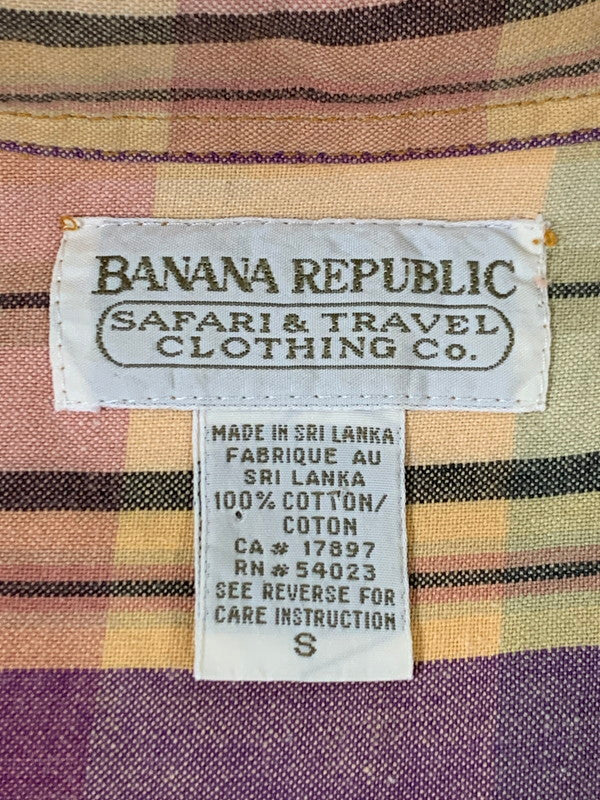 BANANA REPUBLIC
SAFARI & TRAVEL
CLOTHING Co.
MADE IN SRI LANKA
FABRIQUE AU
SRI LANKA
100% COTTON/
COTON
CA# 17897
RN# 54023
SEE REVERSE FOR
CARE INSTRUCTION
S